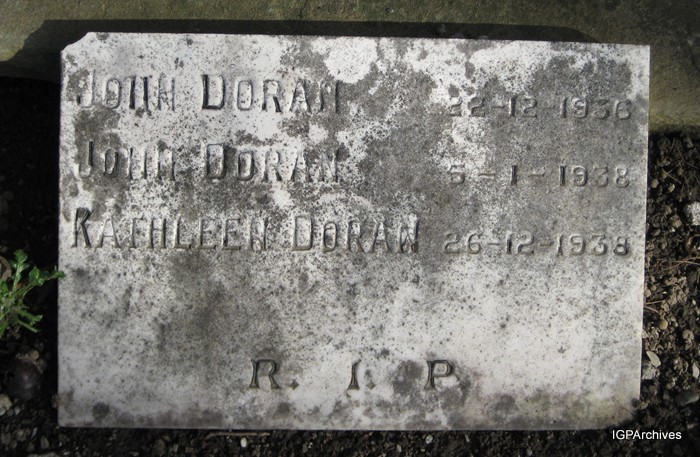 John Doran 22-12-1936
John Doran 5-1-1938
Kathleen Doran 26-12-1938
R. I. P
IGPArchives